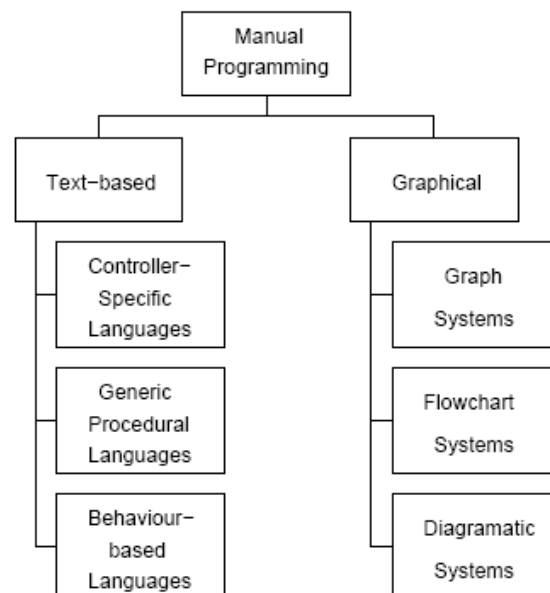 Manual
Programming
Text-based
Graphical
Controller-
Specific
Languages
Generic
Procedural
Languages
Behaviour-
based
Languages
Graph
Systems
Flowchart
Systems
Diagramatic
Systems